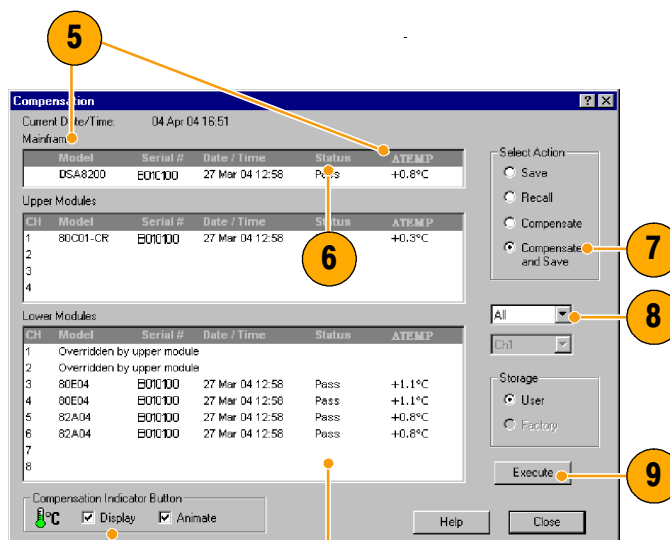 5
Compensation
Current Date/Time: 04 Apr 04 16:51
Mainfram
Model Serial # Date / Time Status ΔTEMP
DSA8200 B010100 27 Mar 04 12:58 Pass +0.8°C
Upper Modules
CH Model Serial # Date / Time Status ΔTEMP
1 80C01-CR B010100 27 Mar 04 12:58 +0.3°C
2
3
4
6
Lower Modules
CH Model Serial # Date / Time Status ΔTEMP
1 Overridden by upper module
2 Overridden by upper module
3 80E04 B010100 27 Mar 04 12:58 Pass +1.1°C
4 80E04 B010100 27 Mar 04 12:58 Pass +1.1°C
5 82A04 B010100 27 Mar 04 12:58 Pass +0.8°C
6 82A04 B010100 27 Mar 04 12:58 Pass +0.8°C
7
8
Compensation Indicator Button
°C Display Animate
Select Action
Save
Recall
Compensate
Compensate and Save
7
All
8
Ch1
Storage
User
Factory
Execute
9
Help Close